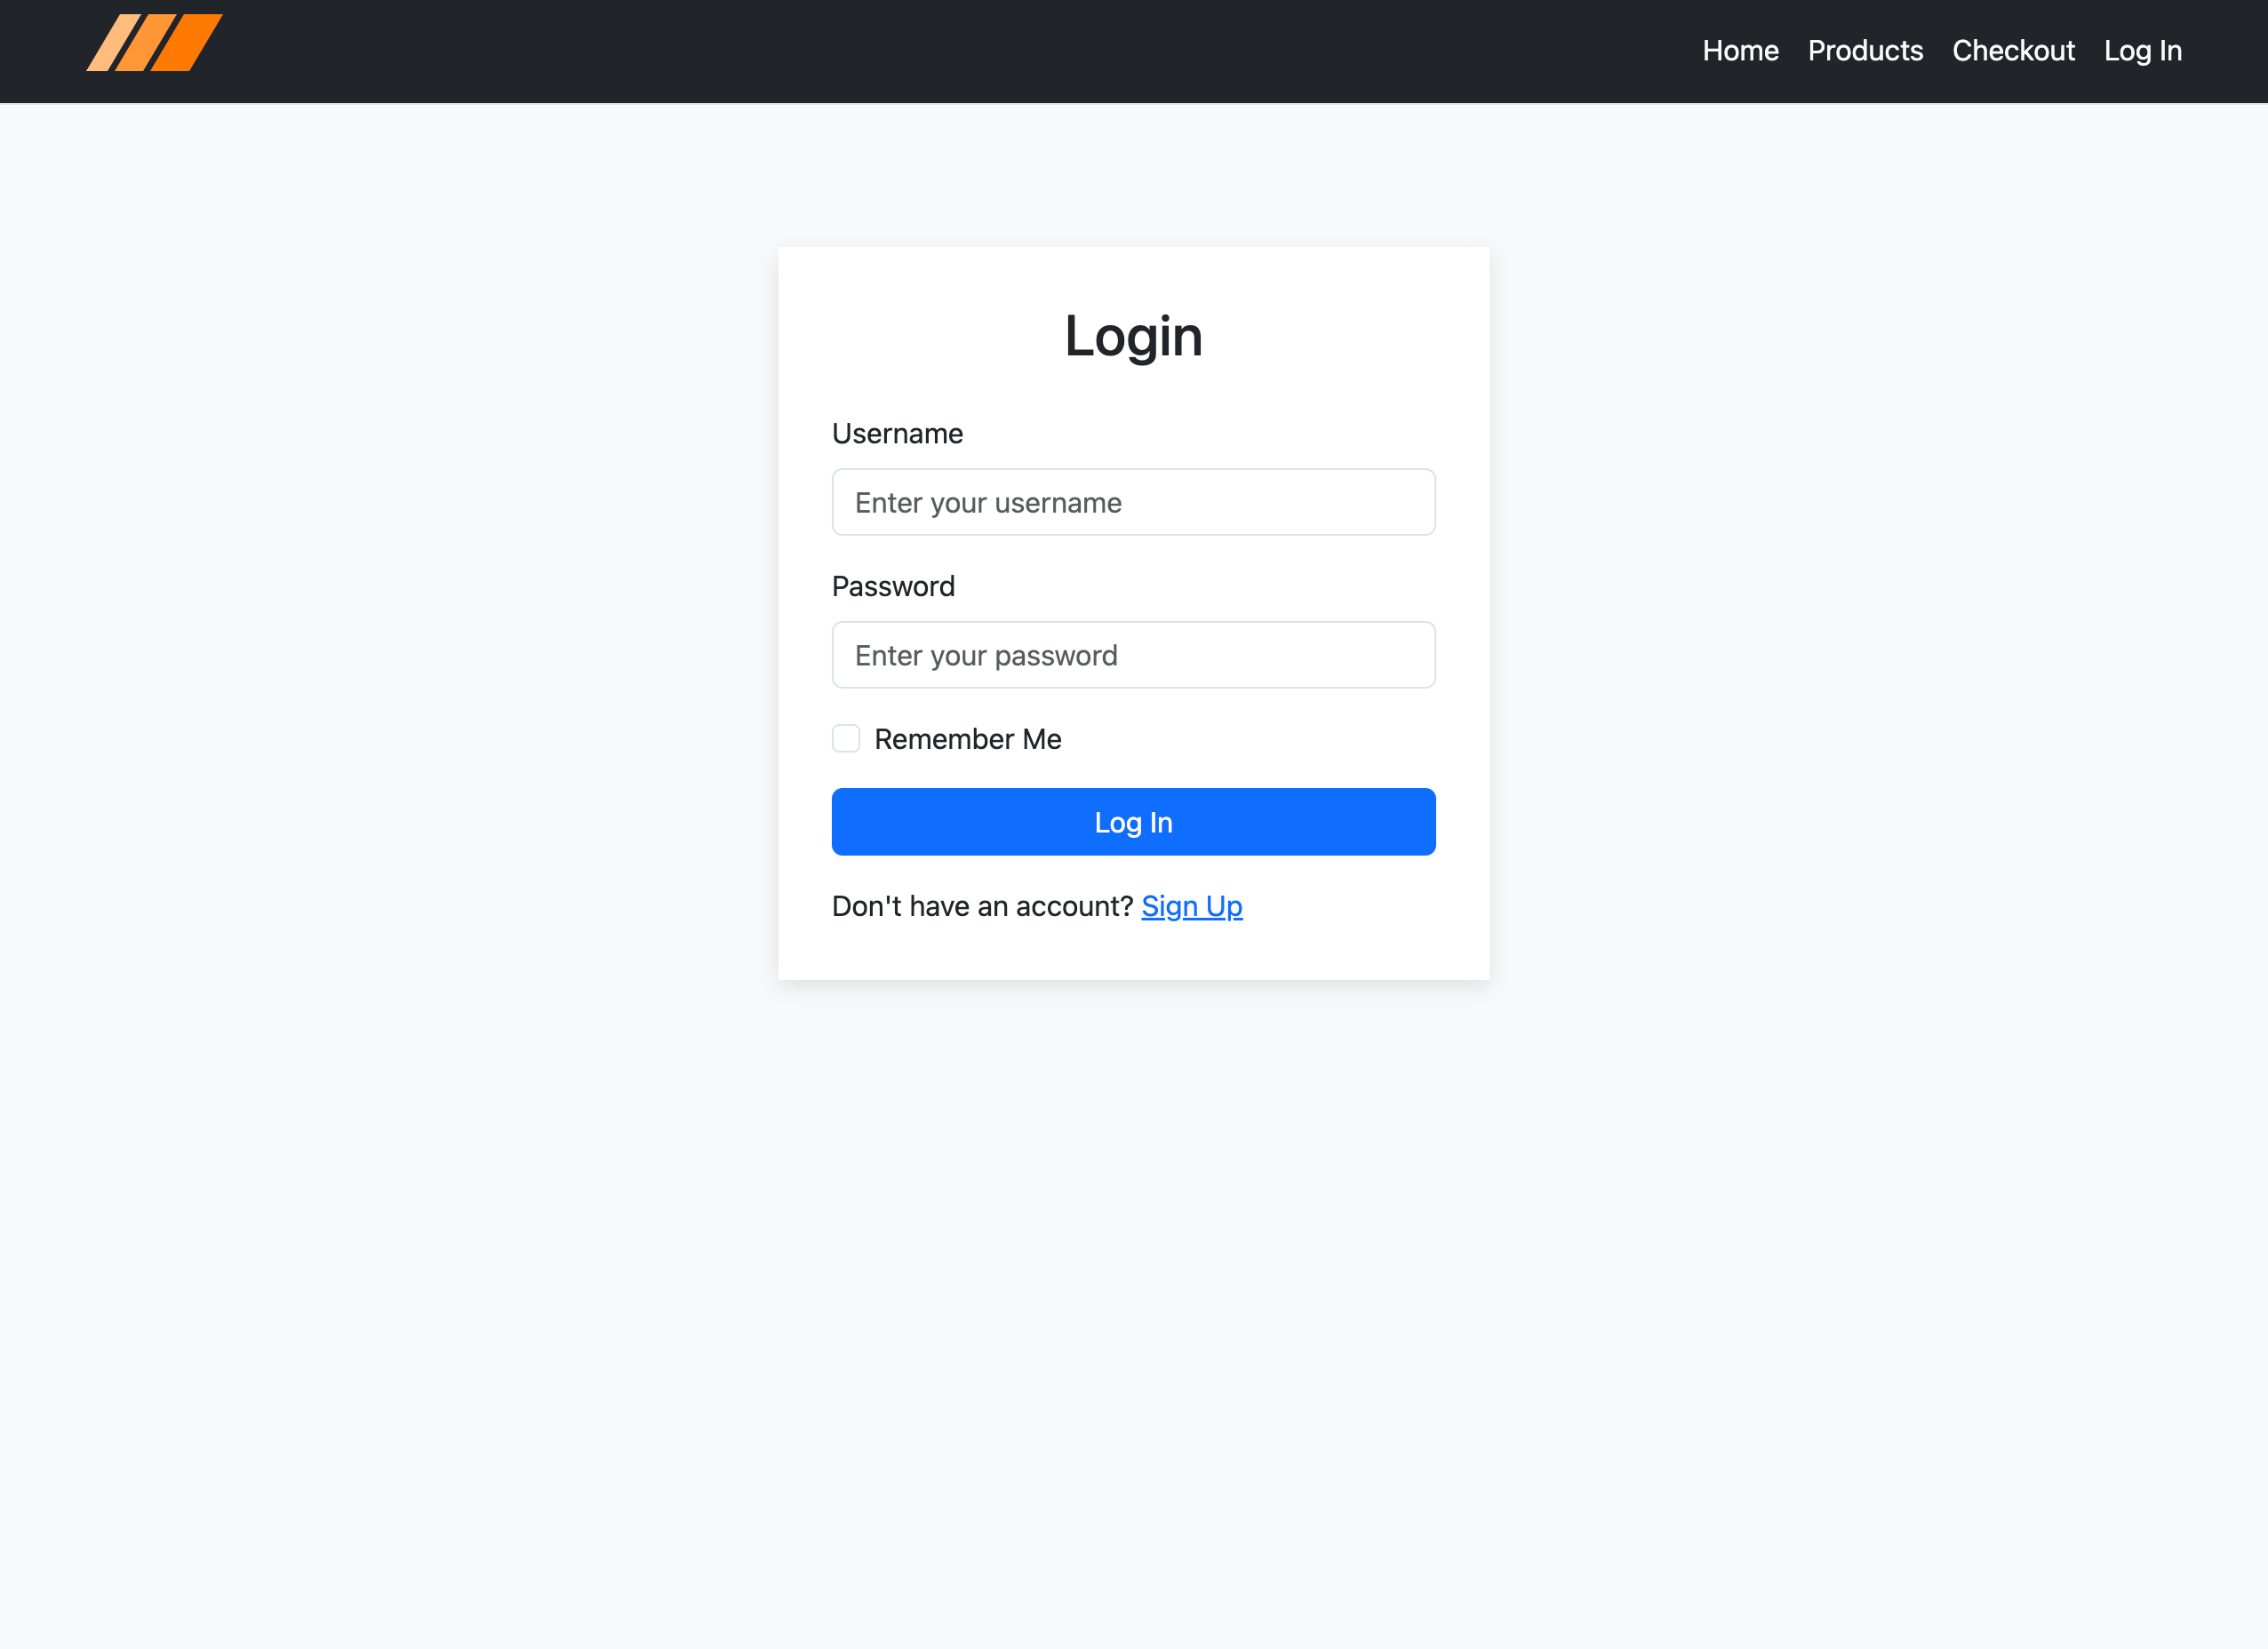 Home Products Checkout Log In
Login
Username
Enter your username
Password
Enter your password
Remember Me
Log In
Don't have an account? Sign Up